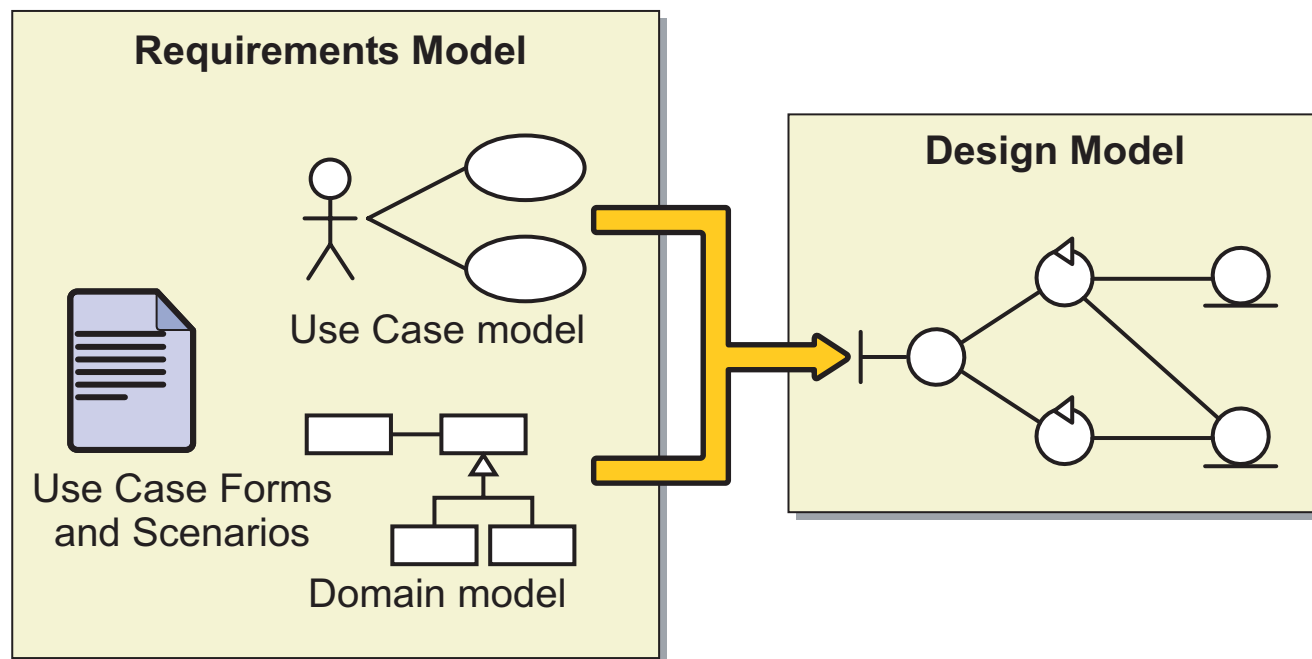 Requirements Model
Use Case model
Use Case Forms
and Scenarios
Domain model
Design Model